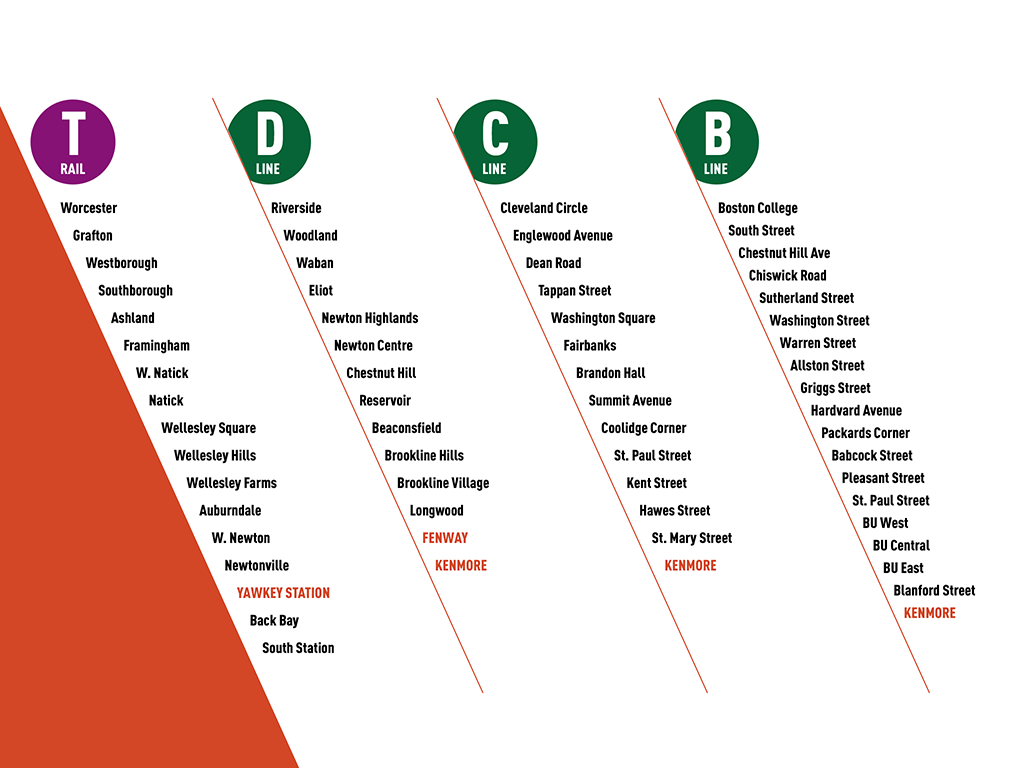 T
RAIL
Worcester
Grafton
Westborough
Southborough
Ashland
Framingham
W. Natick
Natick
Wellesley Square
Wellesley Hills
Wellesley Farms
Auburndale
W. Newton
Newtonville
YAWKEY STATION
Back Bay
South Station
D
LINE
Riverside
Woodland
Waban
Eliot
Newton Highlands
Newton Centre
Chestnut Hill
Reservoir
Beaconsfield
Brookline Hills
Brookline Village
Longwood
FENWAY
KENMORE
C
LINE
Cleveland Circle
Englewood Avenue
Dean Road
Tappan Street
Washington Square
Fairbanks
Brandon Hall
Summit Avenue
Coolidge Corner
St. Paul Street
Kent Street
Hawes Street
St. Mary Street
KENMORE
B
LINE
Boston College
South Street
Chestnut Hill Ave
Chiswick Road
Sutherland Street
Washington Street
Warren Street
Allston Street
Griggs Street
Hardvard Avenue
Packards Corner
Babcock Street
Pleasant Street
St. Paul Street
BU West
BU Central
BU East
Blanford Street
KENMORE